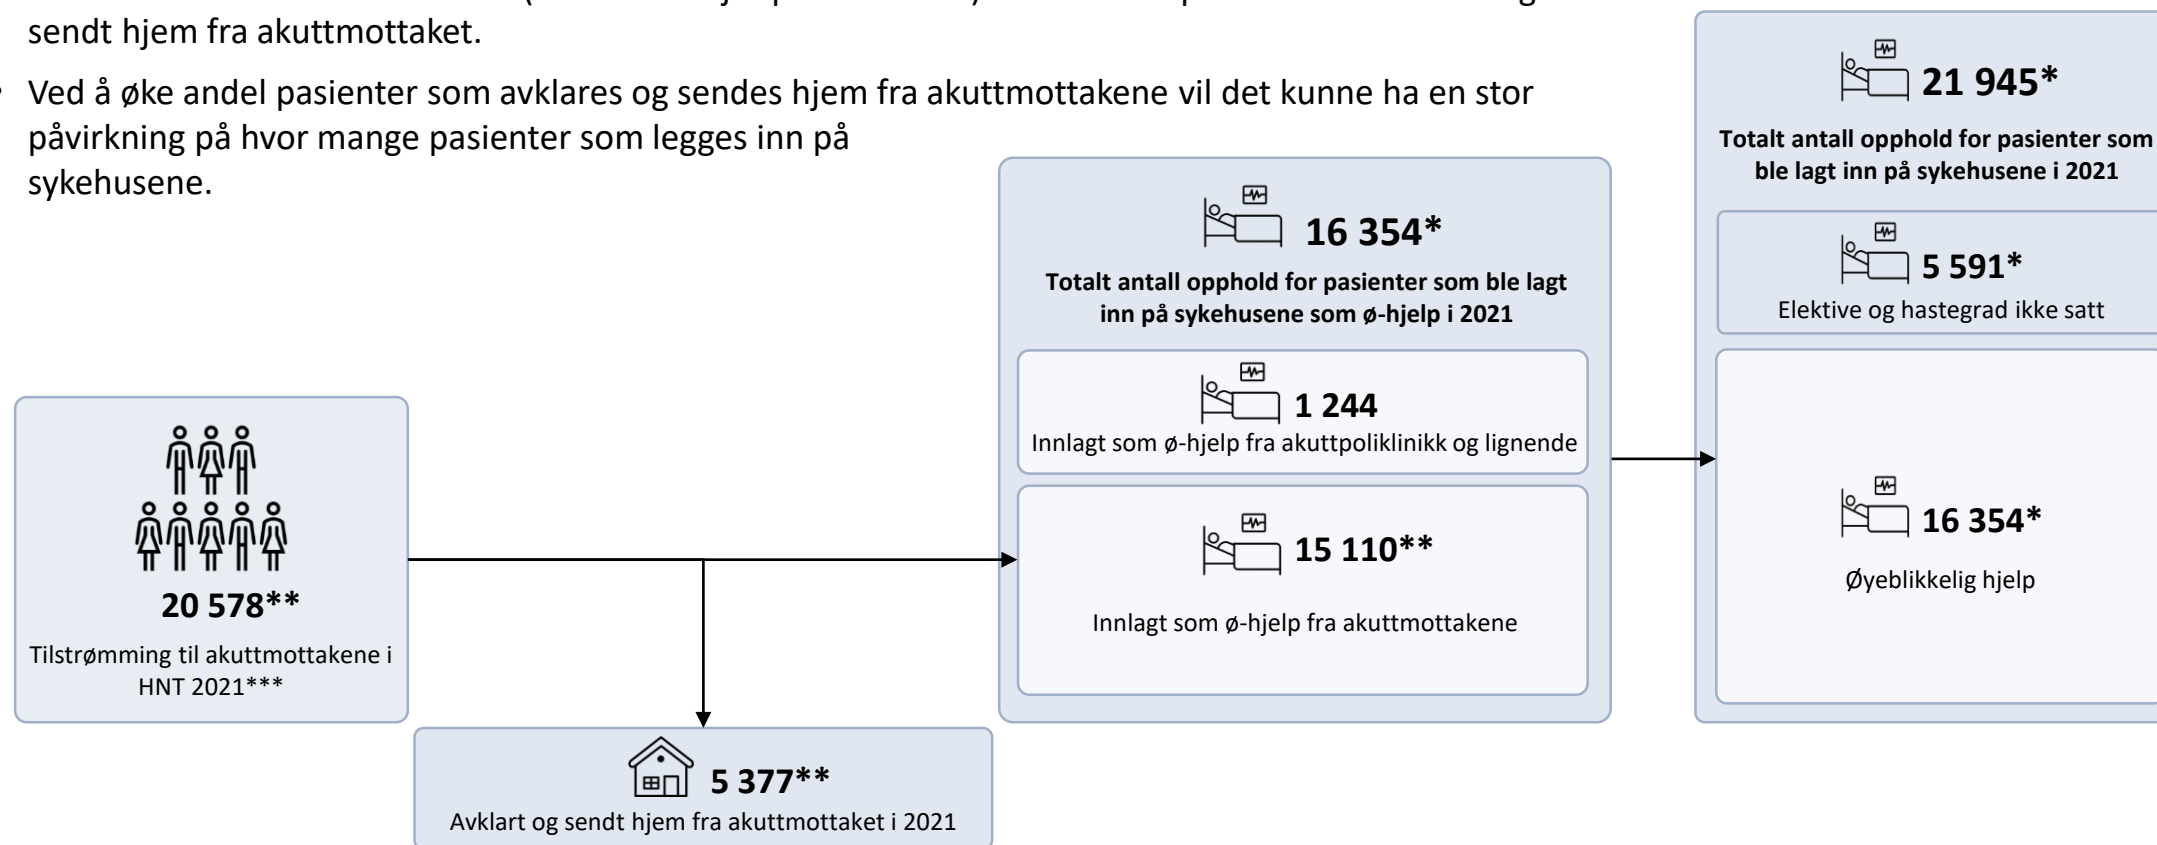 sendt hjem fra akuttmottaket.
• Ved å øke andel pasienter som avklares og sendes hjem fra akuttmottakene vil det kunne ha en stor
påvirkning på hvor mange pasienter som legges inn på
sykehusene.
20 578**
Tilstrømming til akuttmottakene i
HNT 2021***
5 377**
Avklart og sendt hjem fra akuttmottaket i 2021
16 354*
Totalt antall opphold for pasienter som ble lagt
inn på sykehusene som ø-hjelp i 2021
1 244
Innlagt som ø-hjelp fra akuttpoliklinikk og lignende
15 110**
Innlagt som ø-hjelp fra akuttmottakene
21 945*
Totalt antall opphold for pasienter som
ble lagt inn på sykehusene i 2021
5 591*
Elektive og hastegrad ikke satt
16 354*
Øyeblikkelig hjelp